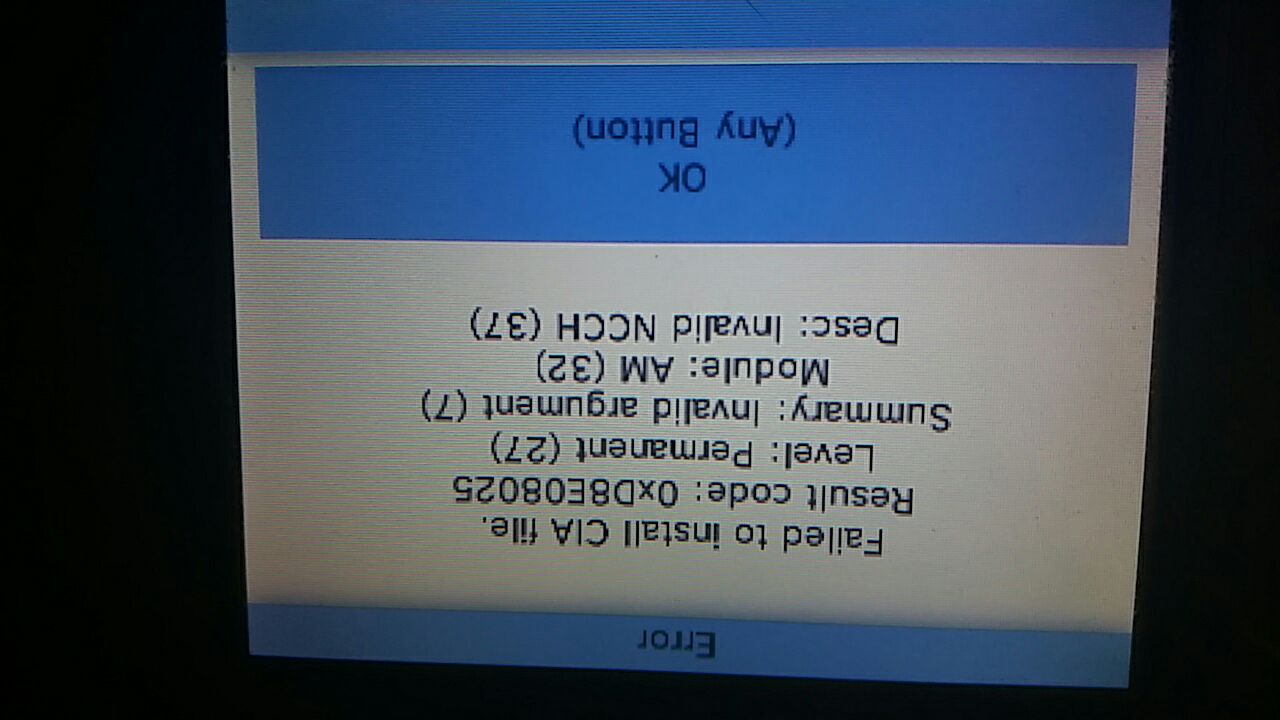 Error
Failed to install CIA file.
Result code: 0xD8E08025
Level: Permanent (27)
Summary: Invalid argument (7)
Module: AM (32)
Desc: Invalid NCCH (37)
OK
(Any Button)